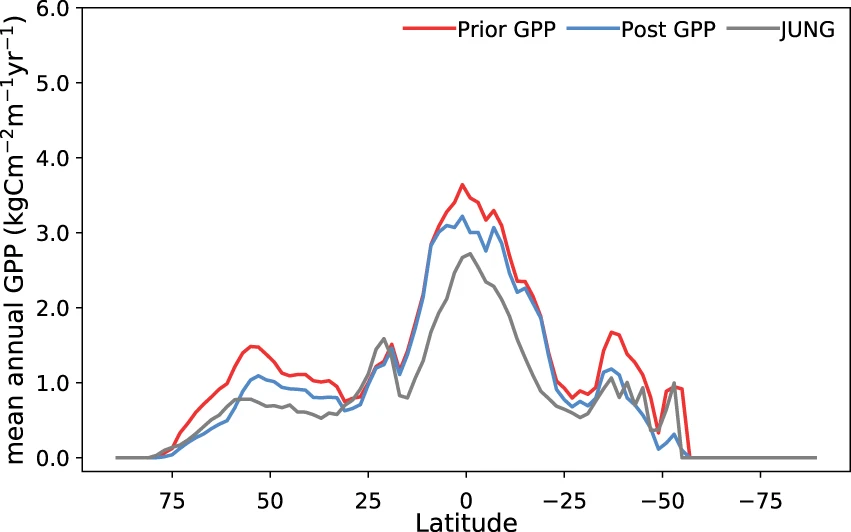 mean annual GPP (kgCm⁻²m⁻¹yr⁻¹)
6.0
5.0
4.0
3.0
2.0
1.0
0.0
Prior GPP Post GPP JUNG
75 50 25 0 −25 −50 −75
Latitude